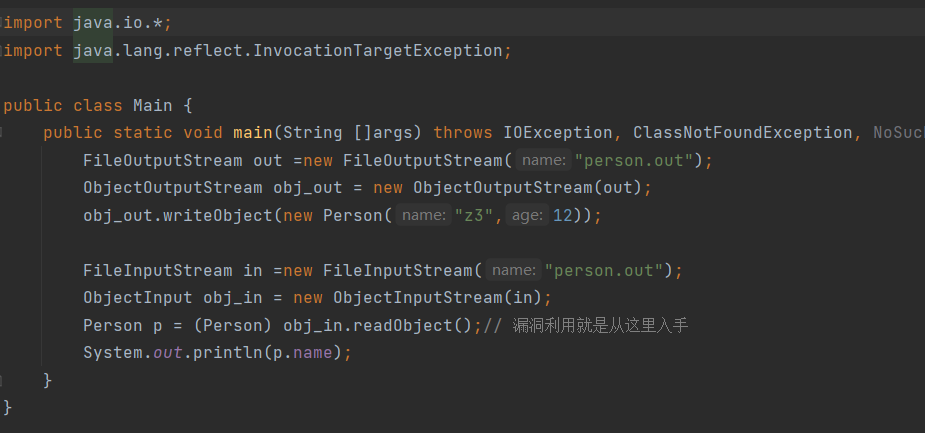 import java.io.*;
import java.lang.reflect.InvocationTargetException;
public class Main {
public static void main(String []args) throws IOException, ClassNotFoundException, NoSuch
FileOutputStream out =new FileOutputStream( name: "person.out");
ObjectOutputStream obj_out = new ObjectOutputStream(out);
obj_out.writeObject(new Person( name: "z3", age: 12));
FileInputStream in =new FileInputStream( name: "person.out");
ObjectInput obj_in = new ObjectInputStream(in);
Person p = (Person) obj_in.readObject();// 漏洞利用就是从这里入手
System.out.println(p.name);
}
}